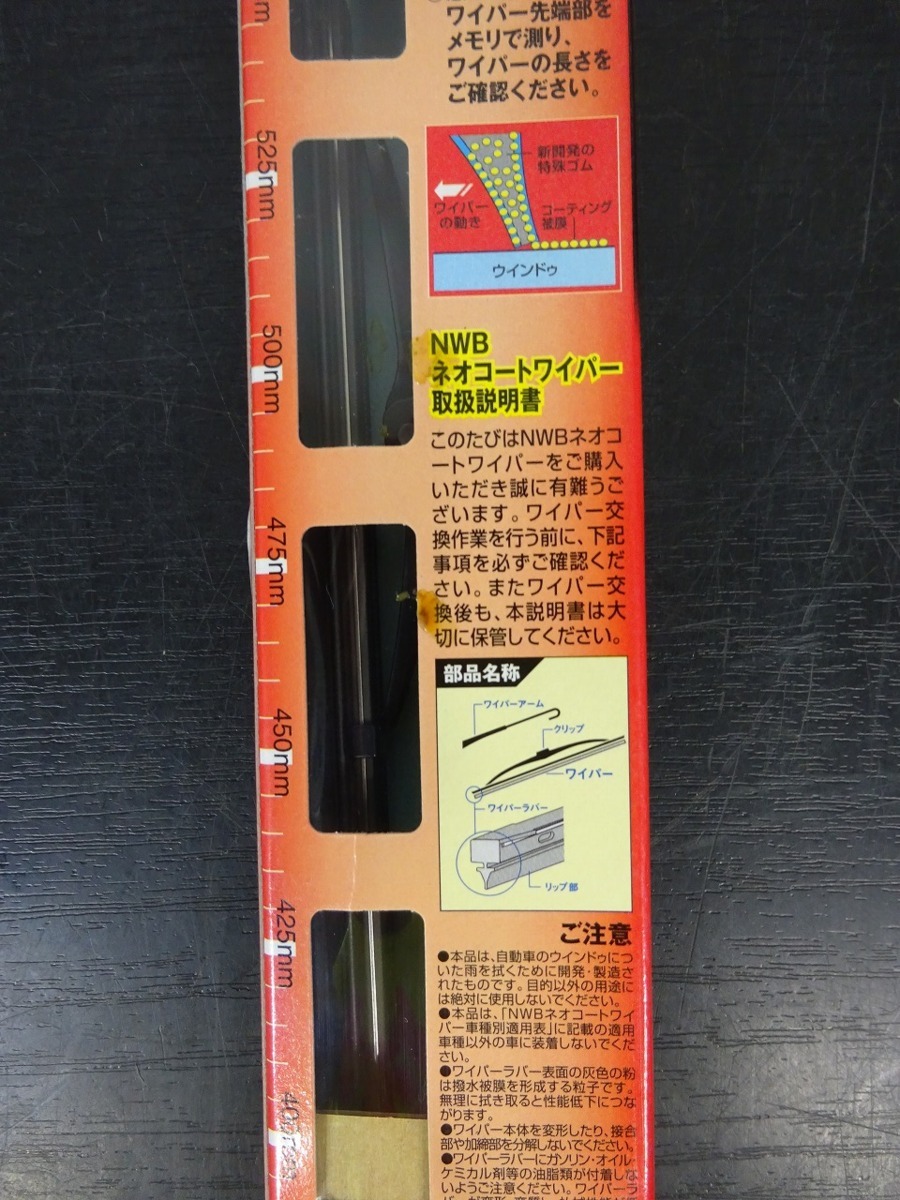 ワイパー先端部を
メモリで測り、
ワイパーの長さを
ご確認ください。
新開発の
特殊ゴム
ワイパー
の動き
コーティング
被膜
ウインドゥ
525mm
500mm
475mm
450mm
425mm
NWB
ネオコートワイパー
取扱説明書
このたびはNWBネオコ
ートワイパーをご購入
いただき誠に有難うご
ざいます。ワイパー交
換作業を行う前に、下記
事項を必ずご確認くだ
さい。またワイパー交
換後も、本説明書は大
切に保管してください。
部品名称
ワイパーアーム
クリップ
ワイパー
ワイパーラバー
リップ部
ご注意
●本品は、自動車のウインドゥにつ
いた雨を拭くために開発・製造さ
れたものです。目的以外の用途に
は絶対に使用しないでください。
●本品は、「NWBネオコートワイ
パー車種別適用表」に記載の適用
車種以外の車に装着しないでくだ
さい。
●ワイパーラバー表面の灰色の粉
は撥水被膜を形成する粒子です。
無理に拭き取ると性能低下につな
がります。
●ワイパー本体を変形したり、接合
部や加締部を分解しないでください。
●ワイパーラバーにガソリン・オイル・
ケミカル剤等の油脂類が付着しな
いようご注意ください。ワイパーラ